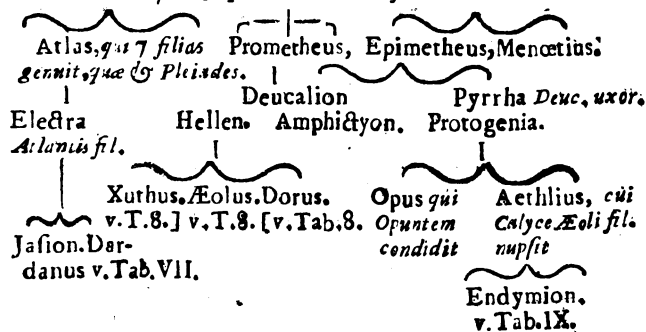 Atlas, qui 7 filias Prometheus, Epimetheus, Menœtius.
genuit, quæ & Pleiades.
Deucalion Pyrrha Deuc. uxor.
Electra Hellen. Amphictyon. Protogenia.
Atlantis fil.
Xuthus. Æolus. Dorus. Opus qui Aethlius, cui
v. T. 8. ] v. T. 8. [ v. Tab. 8. Opuntem Calyce Æoli fil.
Jaſion. Dar- condidit nupſit
danus v. Tab. VII.
Endymion.
v. Tab. IX.